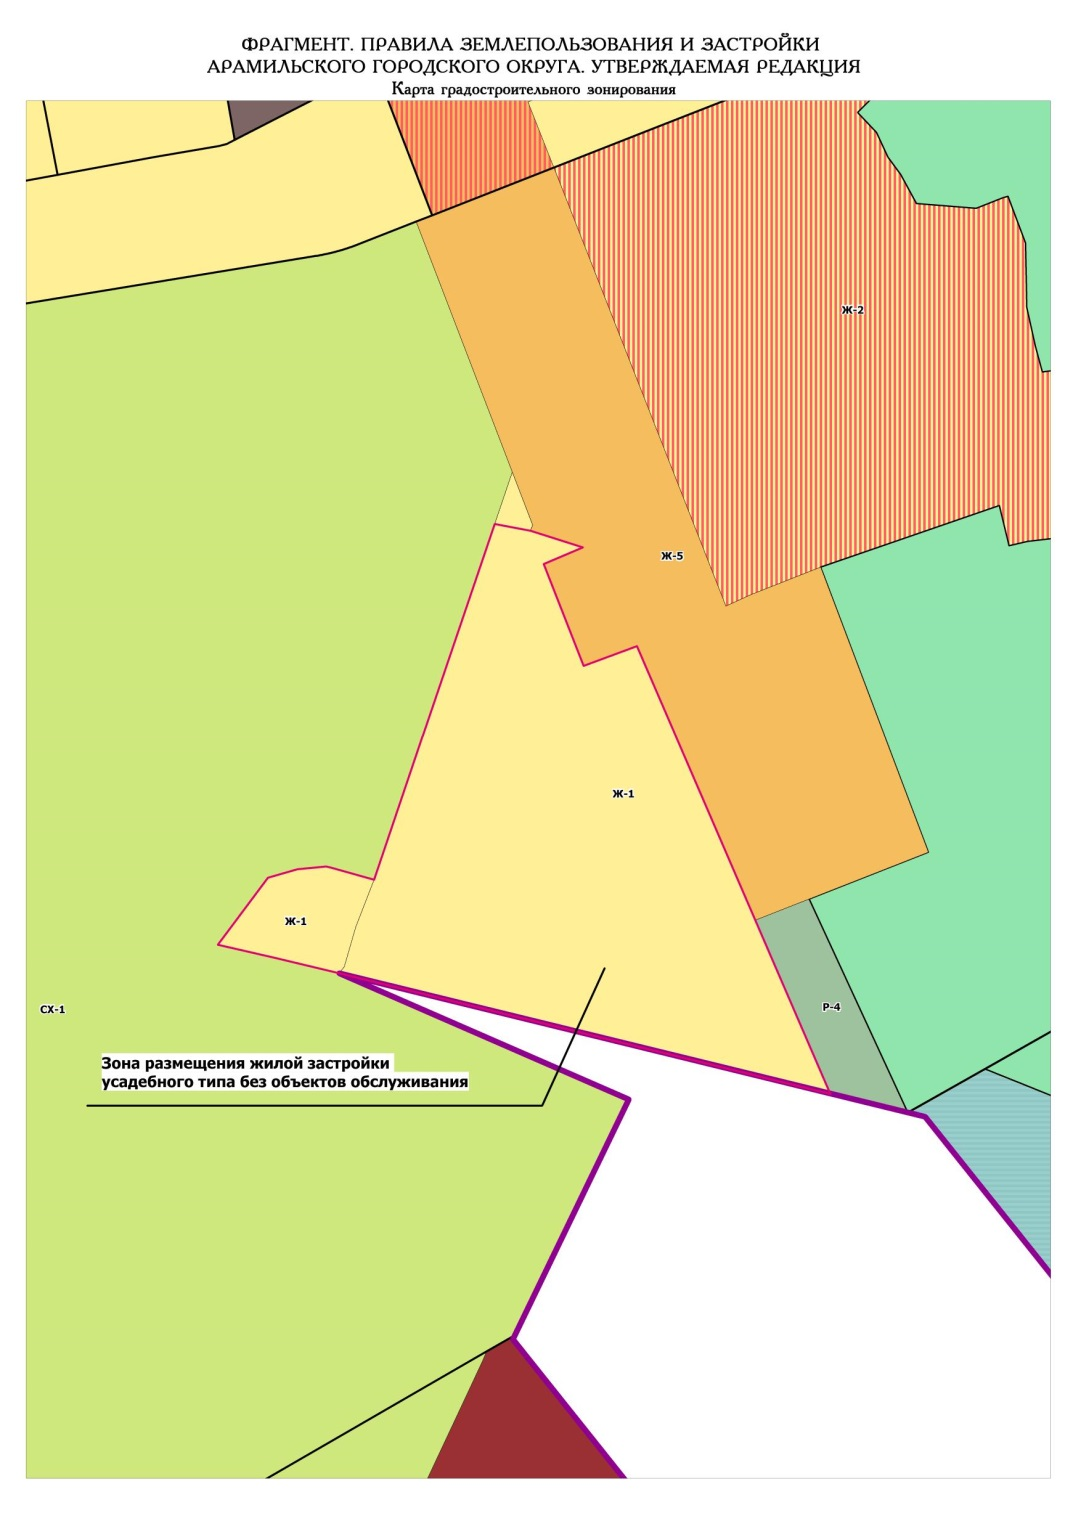 ФРАГМЕНТ. ПРАВИЛА ЗЕМЛЕПОЛЬЗОВАНИЯ И ЗАСТРОЙКИ
АРАМИЛЬСКОГО ГОРОДСКОГО ОКРУГА. УТВЕРЖДАЕМАЯ РЕДАКЦИЯ
Карта градостроительного зонирования
Ж-2
Ж-5
Ж-1
Ж-1
СХ-1
Р-4
Зона размещения жилой застройки
усадебного типа без объектов обслуживания